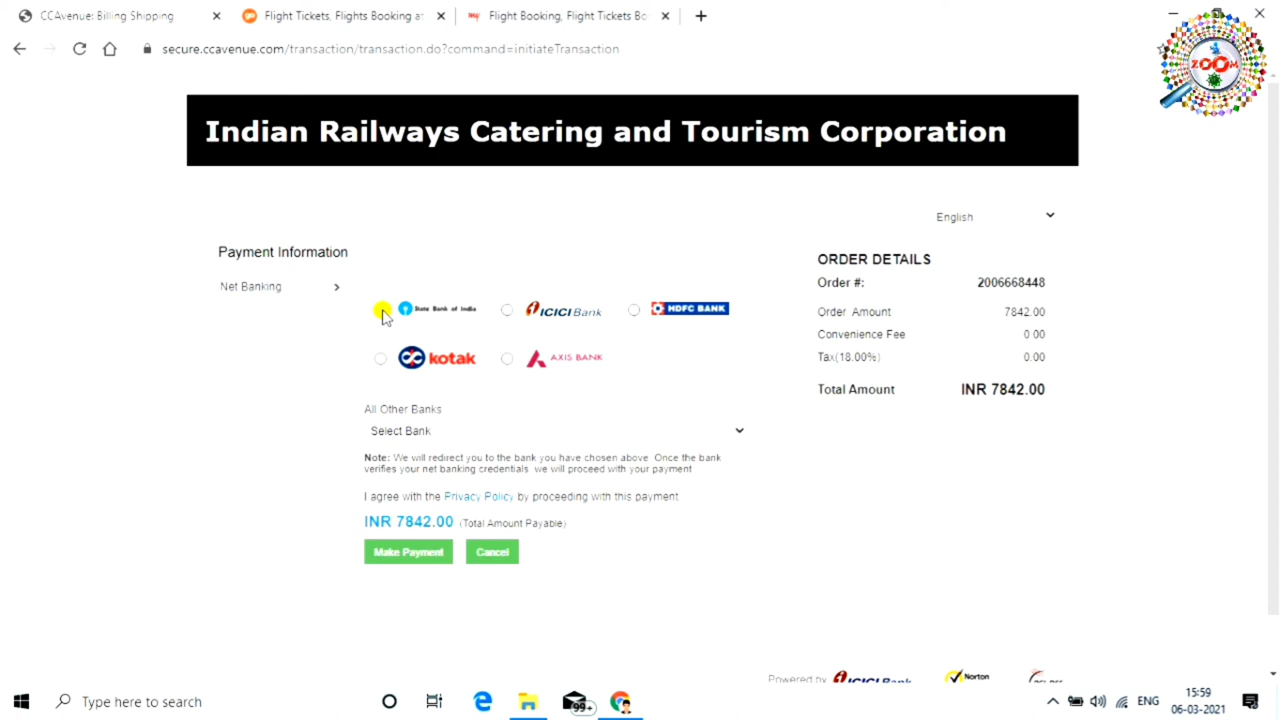 CCAvenue: Billing Shipping
Flight Tickets, Flights Booking at
Flight Booking, Flight Tickets Bo
secure.ccavenue.com/transaction/transaction.do?command=initiateTransaction
ZOOM
Indian Railways Catering and Tourism Corporation
English
Payment Information
Net Banking
State Bank of India
ICICI Bank
HDFC BANK
kotak
AXIS BANK
All Other Banks
Select Bank
Note: We will redirect you to the bank you have chosen above. Once the bank
verifies your net banking credentials we will proceed with your payment
I agree with the Privacy Policy by proceeding with this payment
INR 7842.00 (Total Amount Payable)
Make Payment
Cancel
ORDER DETAILS
Order #: 2006668448
Order Amount 7842.00
Convenience Fee 0.00
Tax(18.00%) 0.00
Total Amount INR 7842.00
Powered by ICICI Bank
Norton
Type here to search
99+
ENG
15:59
06-03-2021